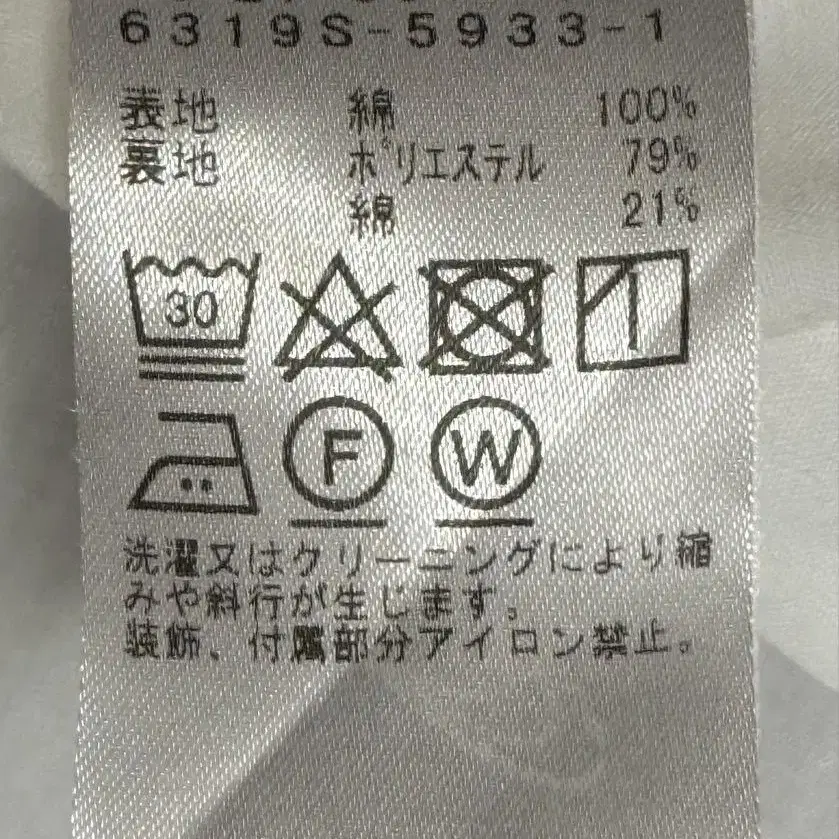 6319S-5933-1
表地 綿 100%
裏地 ポリエステル 79%
綿 21%
30
F W
洗濯又はクリーニングにより縮
みや斜行が生じます。
装飾、付属部分アイロン禁止。